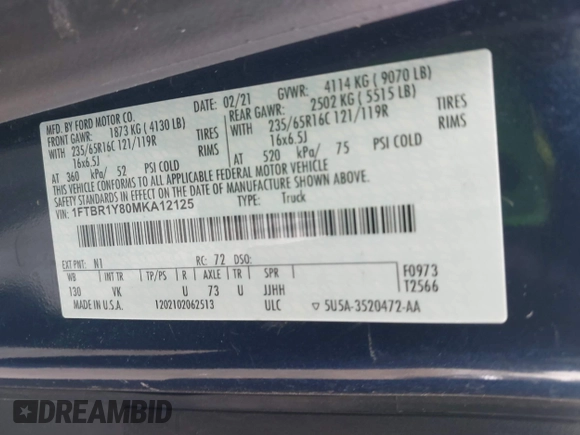 MFD. BY FORD MOTOR CO.
DATE: 02/21
GVWR: 4114 KG ( 9070 LB)
FRONT GAWR: 1873 KG ( 4130 LB)
REAR GAWR: 2502 KG ( 5515 LB)
WITH 235/65R16C 121/119R TIRES
WITH 235/65R16C 121/119R TIRES
16x6.5J RIMS
16x6.5J RIMS
AT 360 kPa/ 52 PSI COLD
AT 520 kPa/ 75 PSI COLD
THIS VEHICLE CONFORMS TO ALL APPLICABLE FEDERAL MOTOR VEHICLE
SAFETY STANDARDS IN EFFECT ON THE DATE OF MANUFACTURE SHOWN ABOVE.
VIN: 1FTBR1Y80MKA12125
TYPE: Truck
EXT PNT: N1 RC: 72 DSO:
WB INT TR TP/PS R AXLE TR SPR
130 VK U 73 U JJHH
F0973
T2566
MADE IN U.S.A. 1202102062513 ULC ▽ 5U5A-3520472-AA
DREAMBID